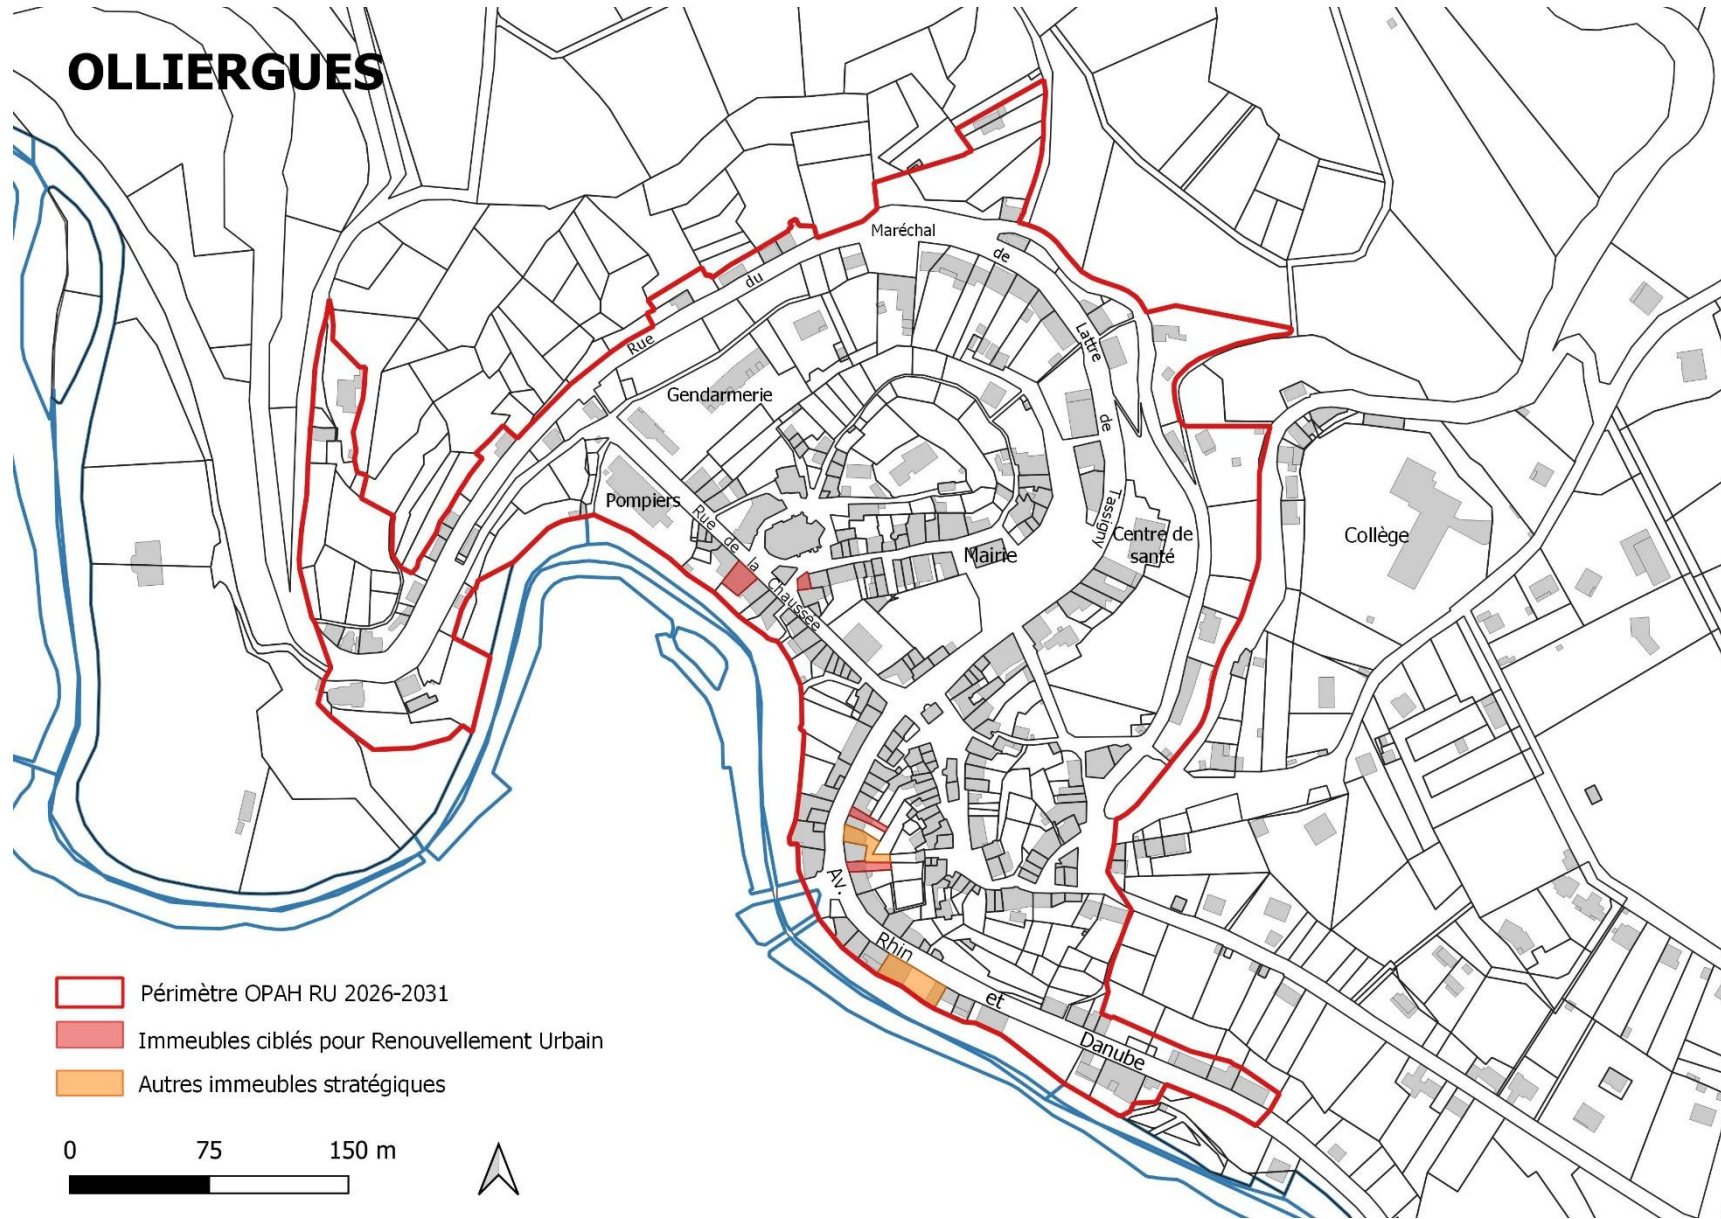 OLLIERGUES
Maréchal
de
du
Rue
Lattre
de
Tassigny
Gendarmerie
Pompiers
Rue de la Chaussée
Mairie
Centre de
santé
Collège
Av.
Rhin
et
Danube
Périmètre OPAH RU 2026-2031
Immeubles ciblés pour Renouvellement Urbain
Autres immeubles stratégiques
0 75 150 m